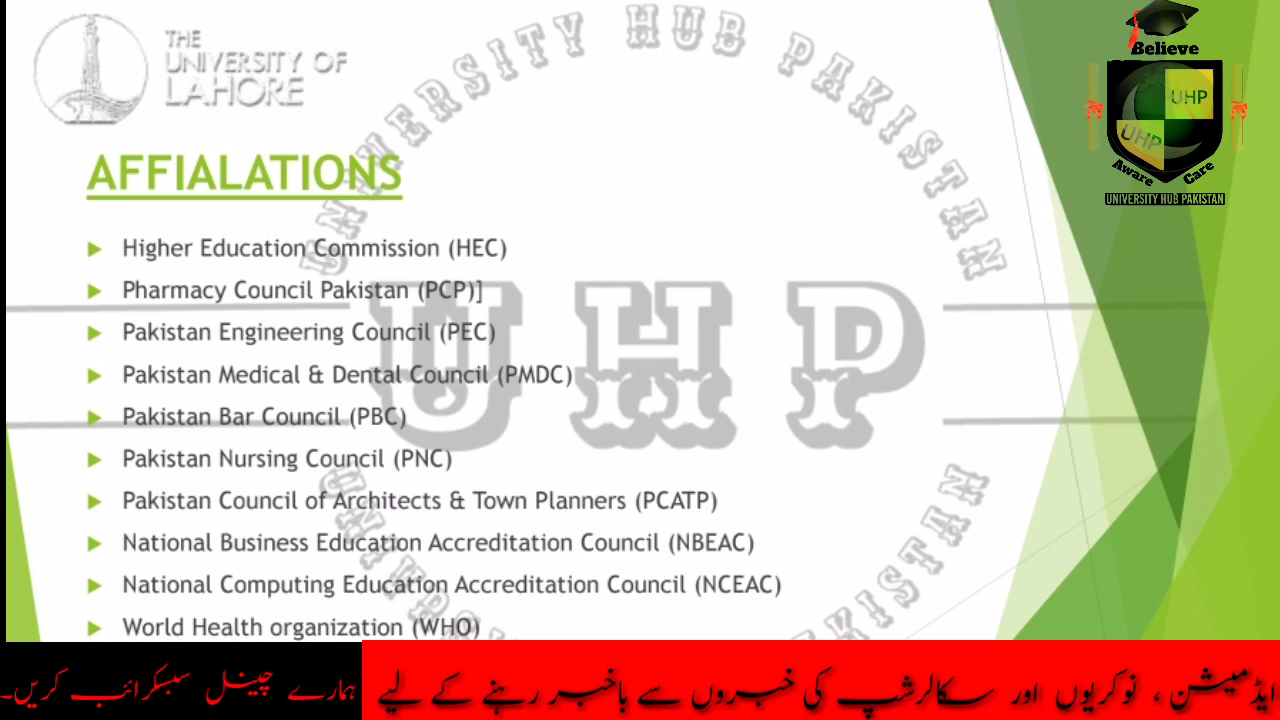 THE
UNIVERSITY OF
LAHORE
UNIVERSITY HUB PAKISTAN
Believe
UHP
UHP
Aware Care
UNIVERSITY HUB PAKISTAN
AFFIALATIONS
Higher Education Commission (HEC)
Pharmacy Council Pakistan (PCP)]
Pakistan Engineering Council (PEC)
Pakistan Medical & Dental Council (PMDC)
Pakistan Bar Council (PBC)
Pakistan Nursing Council (PNC)
Pakistan Council of Architects & Town Planners (PCATP)
National Business Education Accreditation Council (NBEAC)
National Computing Education Accreditation Council (NCEAC)
World Health organization (WHO)
UHP
ایڈمیشن ، نوکریوں اور سکالرشپ کی خبروں سے باخبر رہنے کے لیے
ہمارے چینل سبسکرائب کریں۔